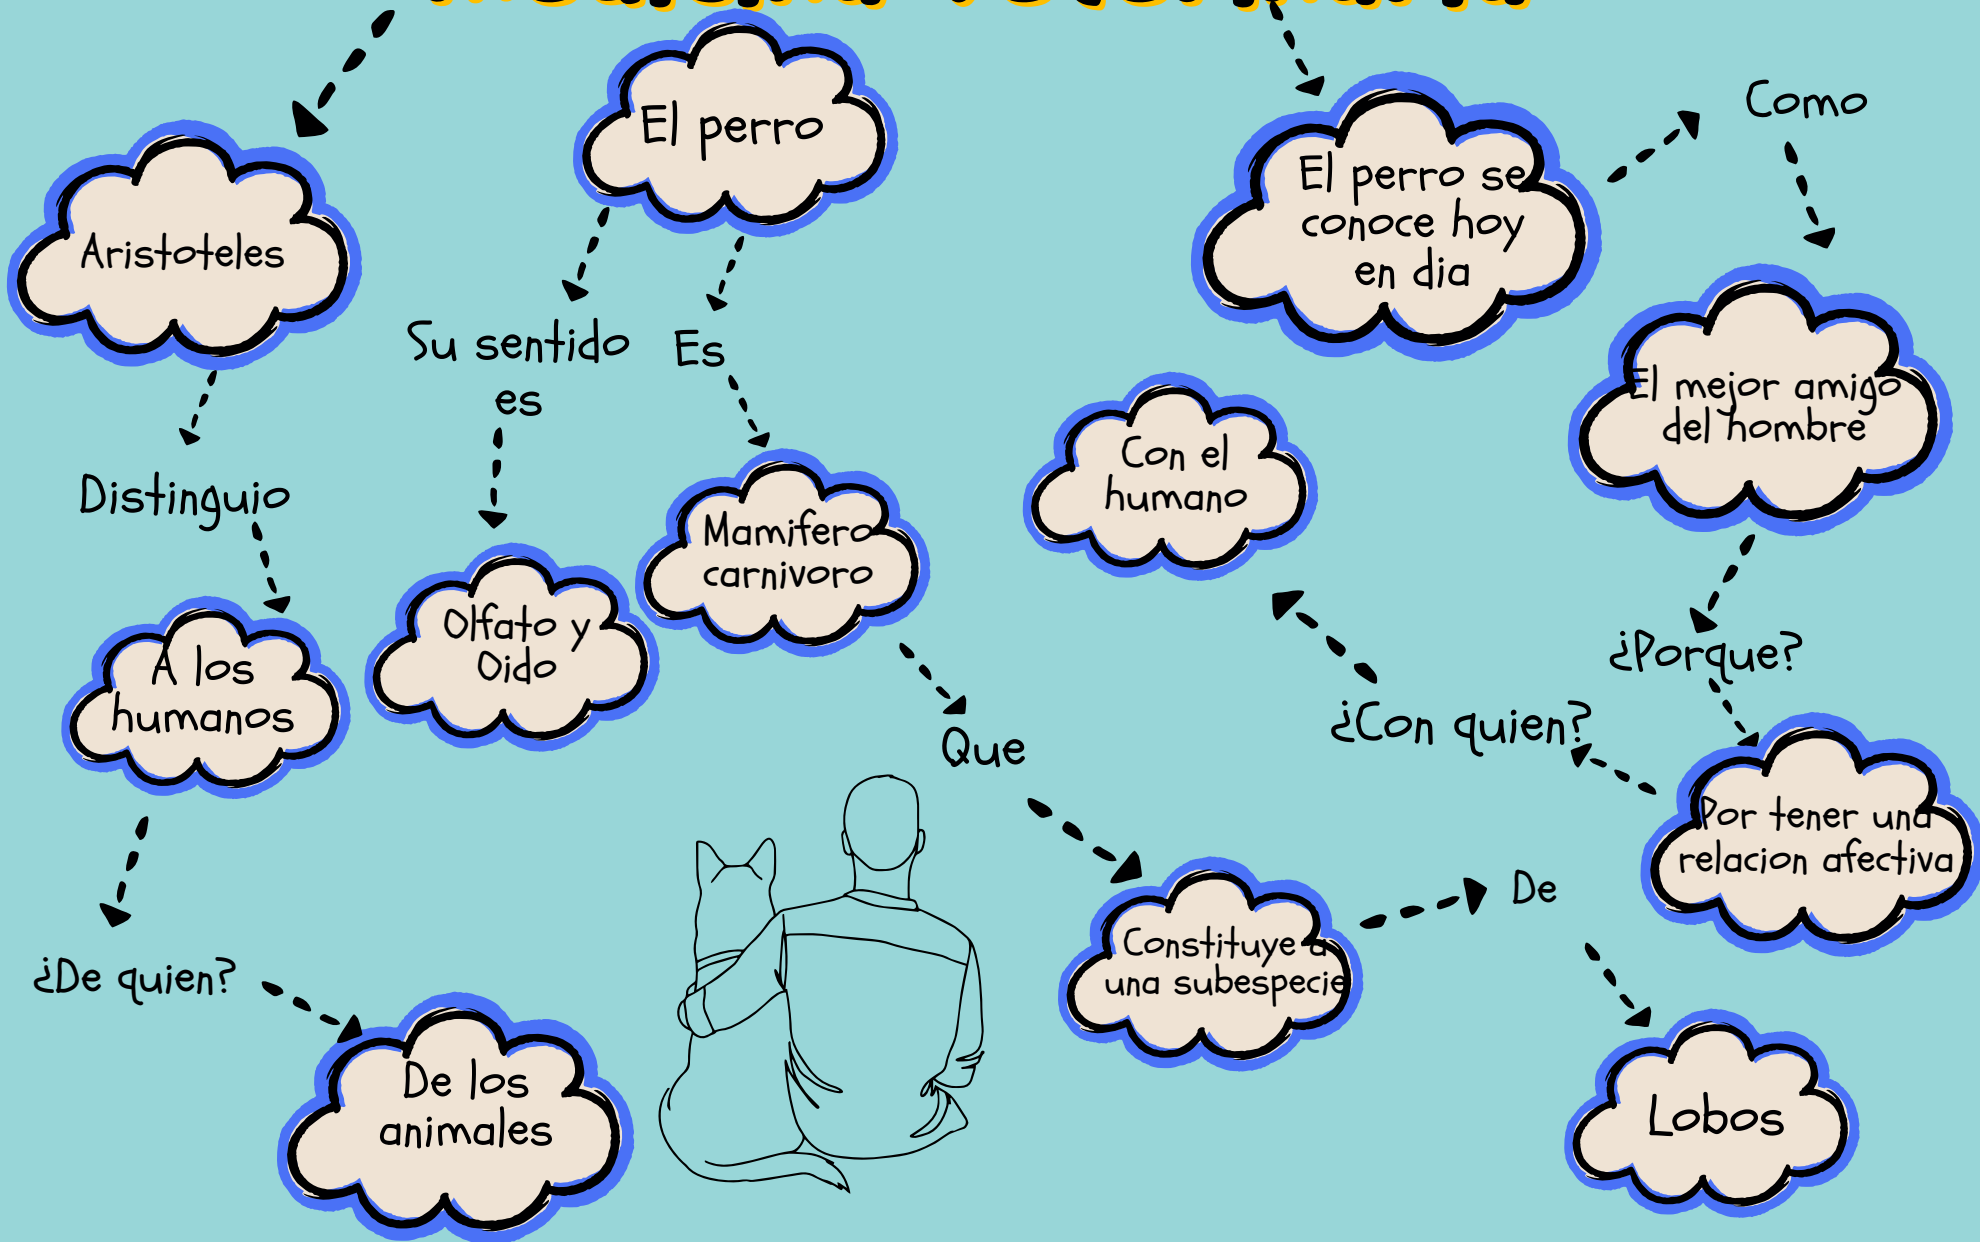 El perro
Como
El perro se
conoce hoy
en dia
Aristoteles
Su sentido
es
Es
El mejor amigo
del hombre
Con el
humano
Distinguio
Mamifero
carnivoro
Olfato y
Oido
¿Porque?
A los
humanos
¿Con quien?
Que
Por tener una
relacion afectiva
De
Constituye a
una subespecie
¿De quien?
De los
animales
Lobos